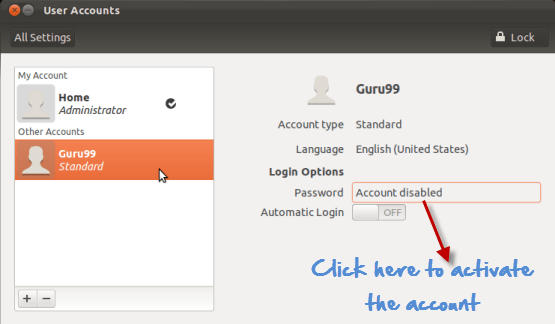 User Accounts
All Settings
Lock
My Account
Home
Administrator
Other Accounts
Guru99
Standard
+ −
Guru99
Account type Standard
Language English (United States)
Login Options
Password Account disabled
Automatic Login OFF
Click here to activate
the account